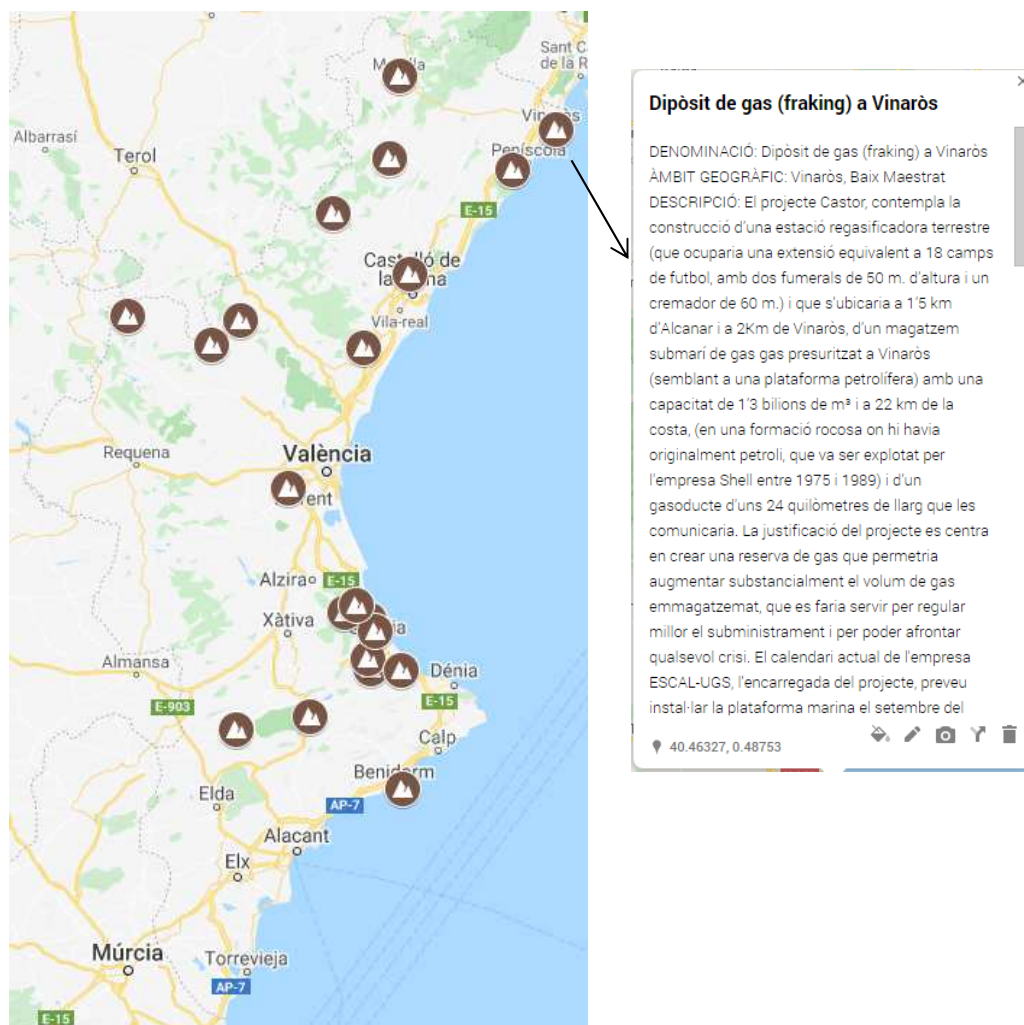 Sant C
de la R
M lla
Vinaròs
Albarrasí
Terol
Peníscola
E-15
Castelló de
la na
Vila-real
Requena
València
rent
Alzira
E-15
Xàtiva
ia
Almansa
Dénia
E-15
E-903
Calp
Benidorm
Elda
AP-7
Alacant
Elx
Múrcia
Torrevieja
AP-7
E-15
Dipòsit de gas (fraking) a Vinaròs
DENOMINACIÓ: Dipòsit de gas (fraking) a Vinaròs
ÀMBIT GEOGRÀFIC: Vinaròs, Baix Maestrat
DESCRIPCIÓ: El projecte Castor, contempla la
construcció d'una estació regasificadora terrestre
(que ocuparia una extensió equivalent a 18 camps
de futbol, amb dos fumerals de 50 m. d'altura i un
cremador de 60 m.) i que s'ubicaria a 1'5 km
d'Alcanar i a 2Km de Vinaròs, d'un magatzem
submarí de gas gas presuritzat a Vinaròs
(semblant a una plataforma petrolífera) amb una
capacitat de 1'3 bilions de m³ i a 22 km de la
costa, (en una formació rocosa on hi havia
originalment petroli, que va ser explotat per
l'empresa Shell entre 1975 i 1989) i d'un
gasoducte d'uns 24 quilòmetres de llarg que les
comunicaria. La justificació del projecte es centra
en crear una reserva de gas que permetria
augmentar substancialment el volum de gas
emmagatzemat, que es faria servir per regular
millor el subministrament i per poder afrontar
qualsevol crisi. El calendari actual de l'empresa
ESCAL-UGS, l'encarregada del projecte, preveu
instal·lar la plataforma marina el setembre del
40.46327, 0.48753